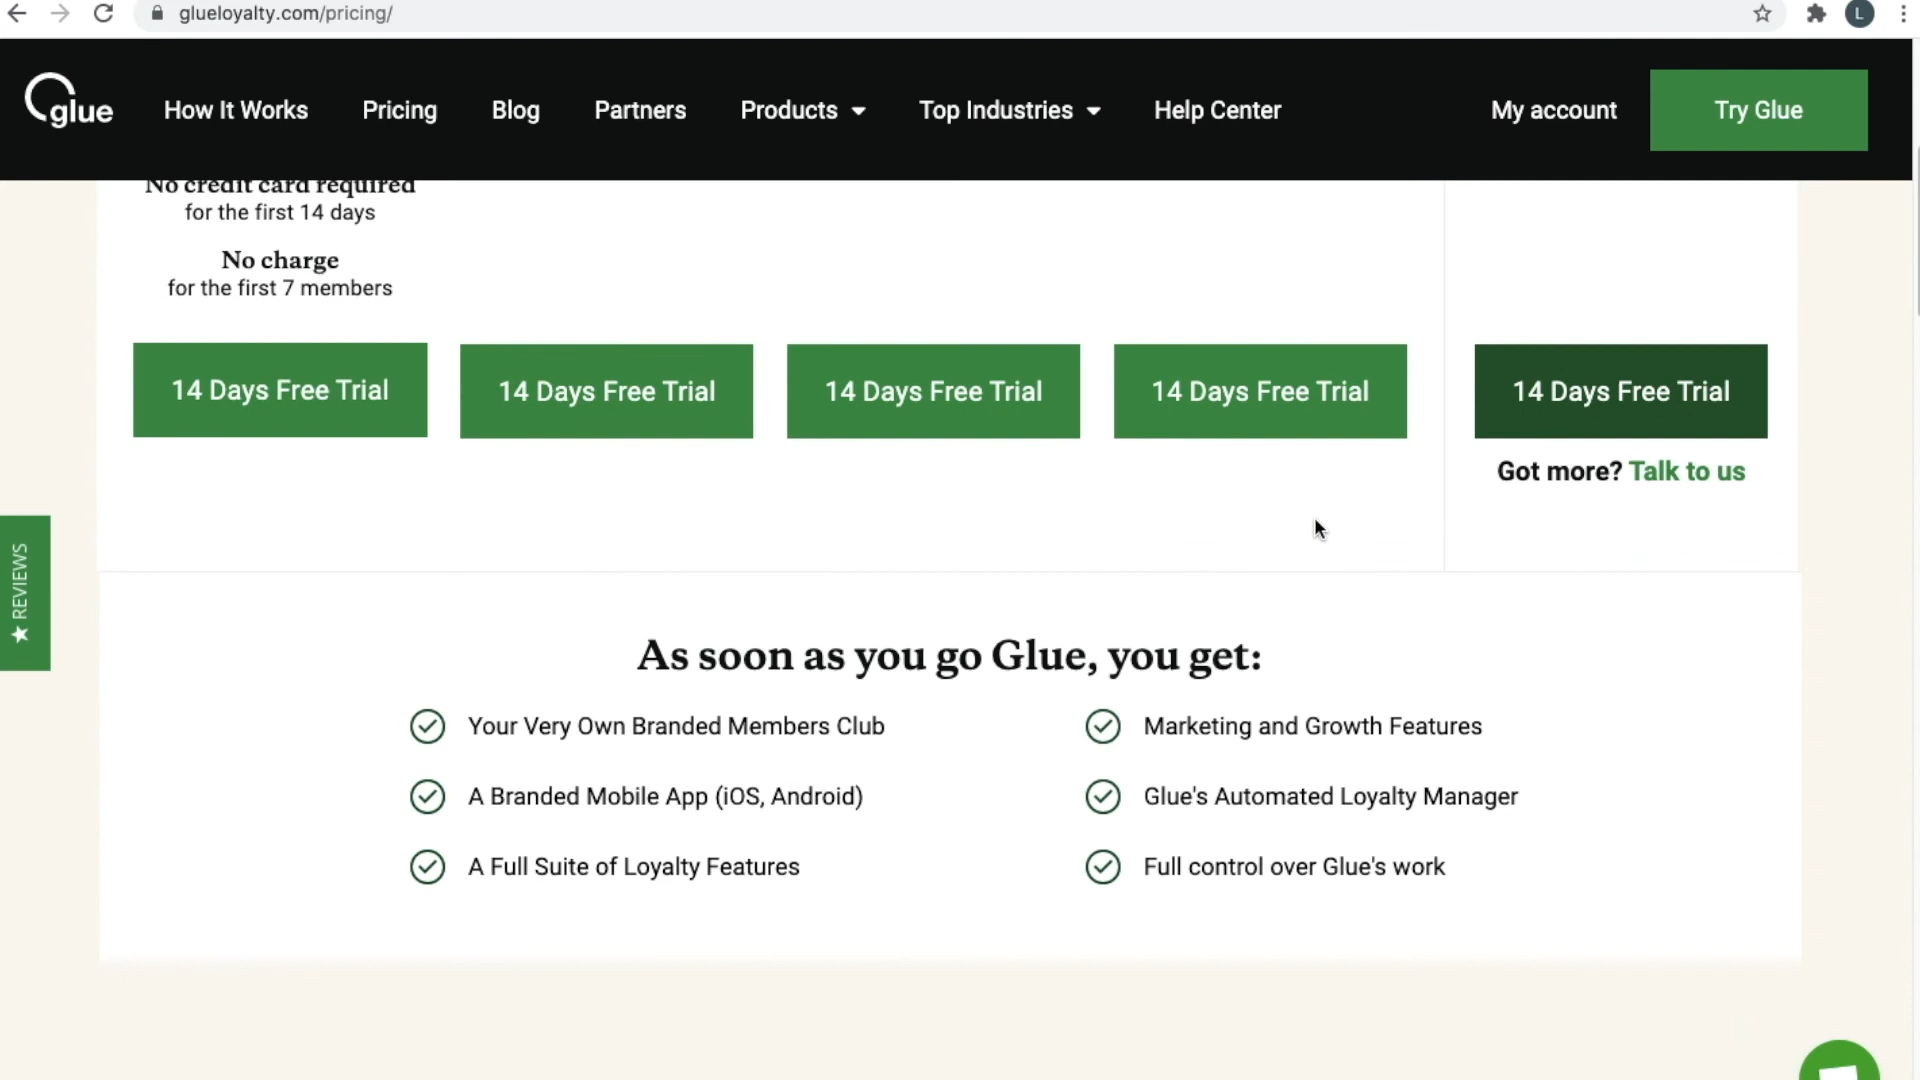 glueloyalty.com/pricing/
L
glue
How It Works
Pricing
Blog
Partners
Products
Top Industries
Help Center
My account
Try Glue
No credit card required
for the first 14 days
No charge
for the first 7 members
14 Days Free Trial
14 Days Free Trial
14 Days Free Trial
14 Days Free Trial
14 Days Free Trial
Got more? Talk to us
★ REVIEWS
As soon as you go Glue, you get:
Your Very Own Branded Members Club
Marketing and Growth Features
A Branded Mobile App (iOS, Android)
Glue's Automated Loyalty Manager
A Full Suite of Loyalty Features
Full control over Glue's work